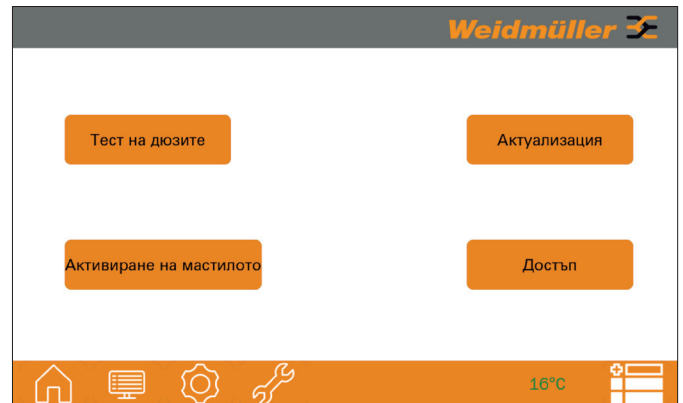 Weidmüller
Тест на дюзите
Актуализация
Активиране на мастилото
Достъп
16°C